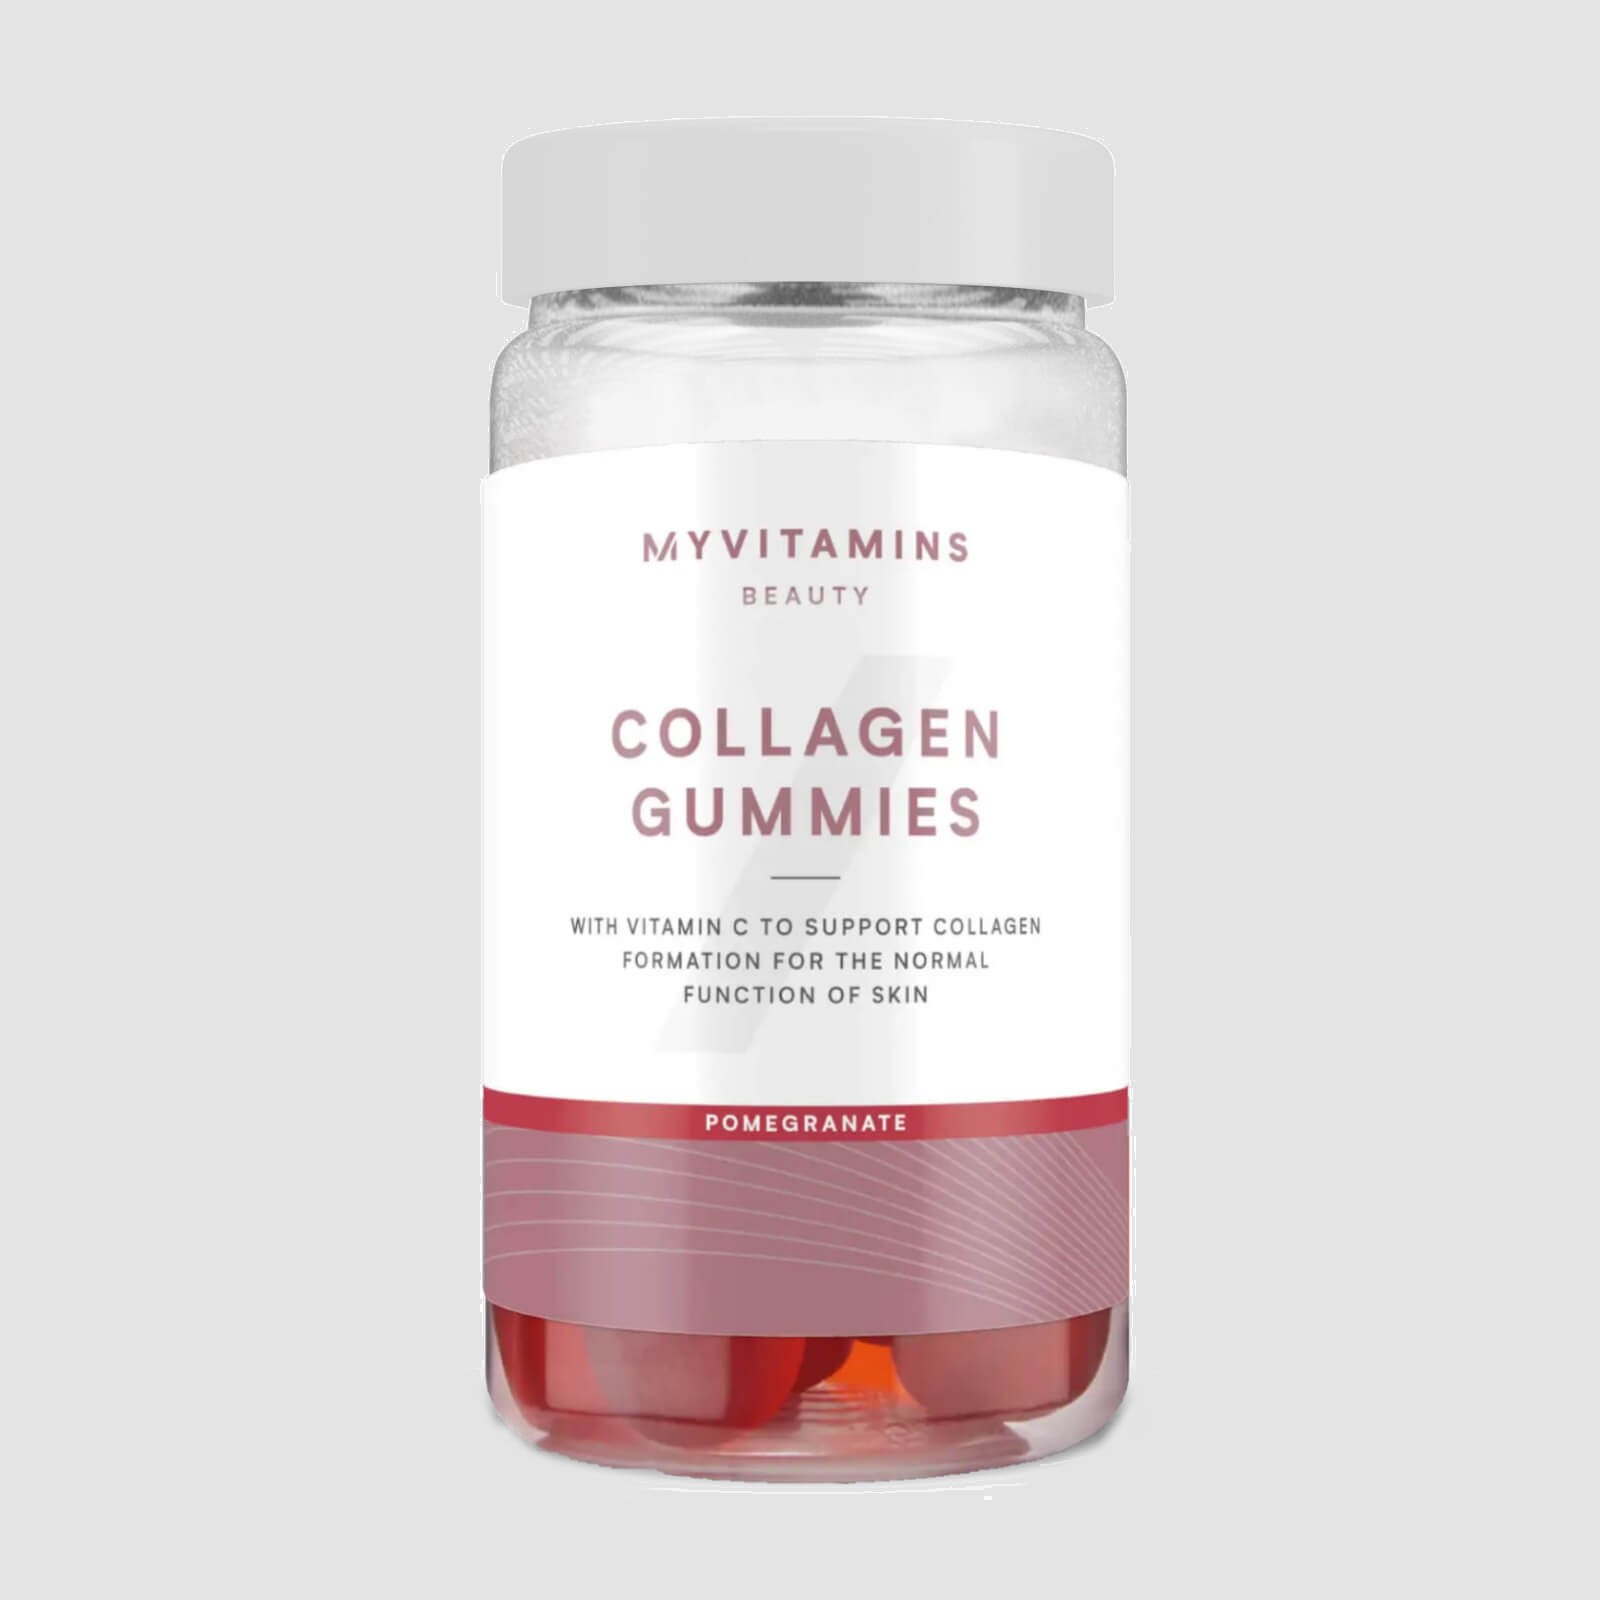 MYVITAMINS
BEAUTY
COLLAGEN
GUMMIES
WITH VITAMIN C TO SUPPORT COLLAGEN
FORMATION FOR THE NORMAL
FUNCTION OF SKIN
POMEGRANATE